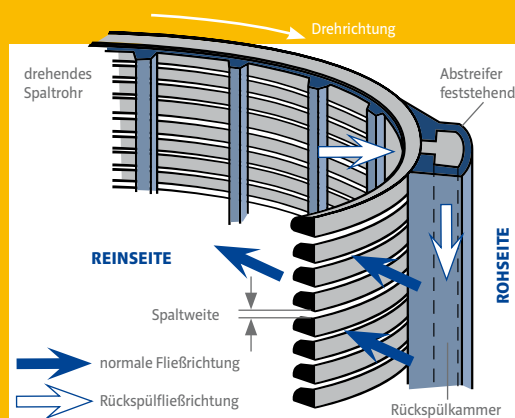 Drehrichtung
drehendes
Spaltrohr
Abstreifer
feststehend
REINSEITE
ROHSEITE
Spaltweite
normale Fließrichtung
Rückspülfließrichtung
Rückspülkammer